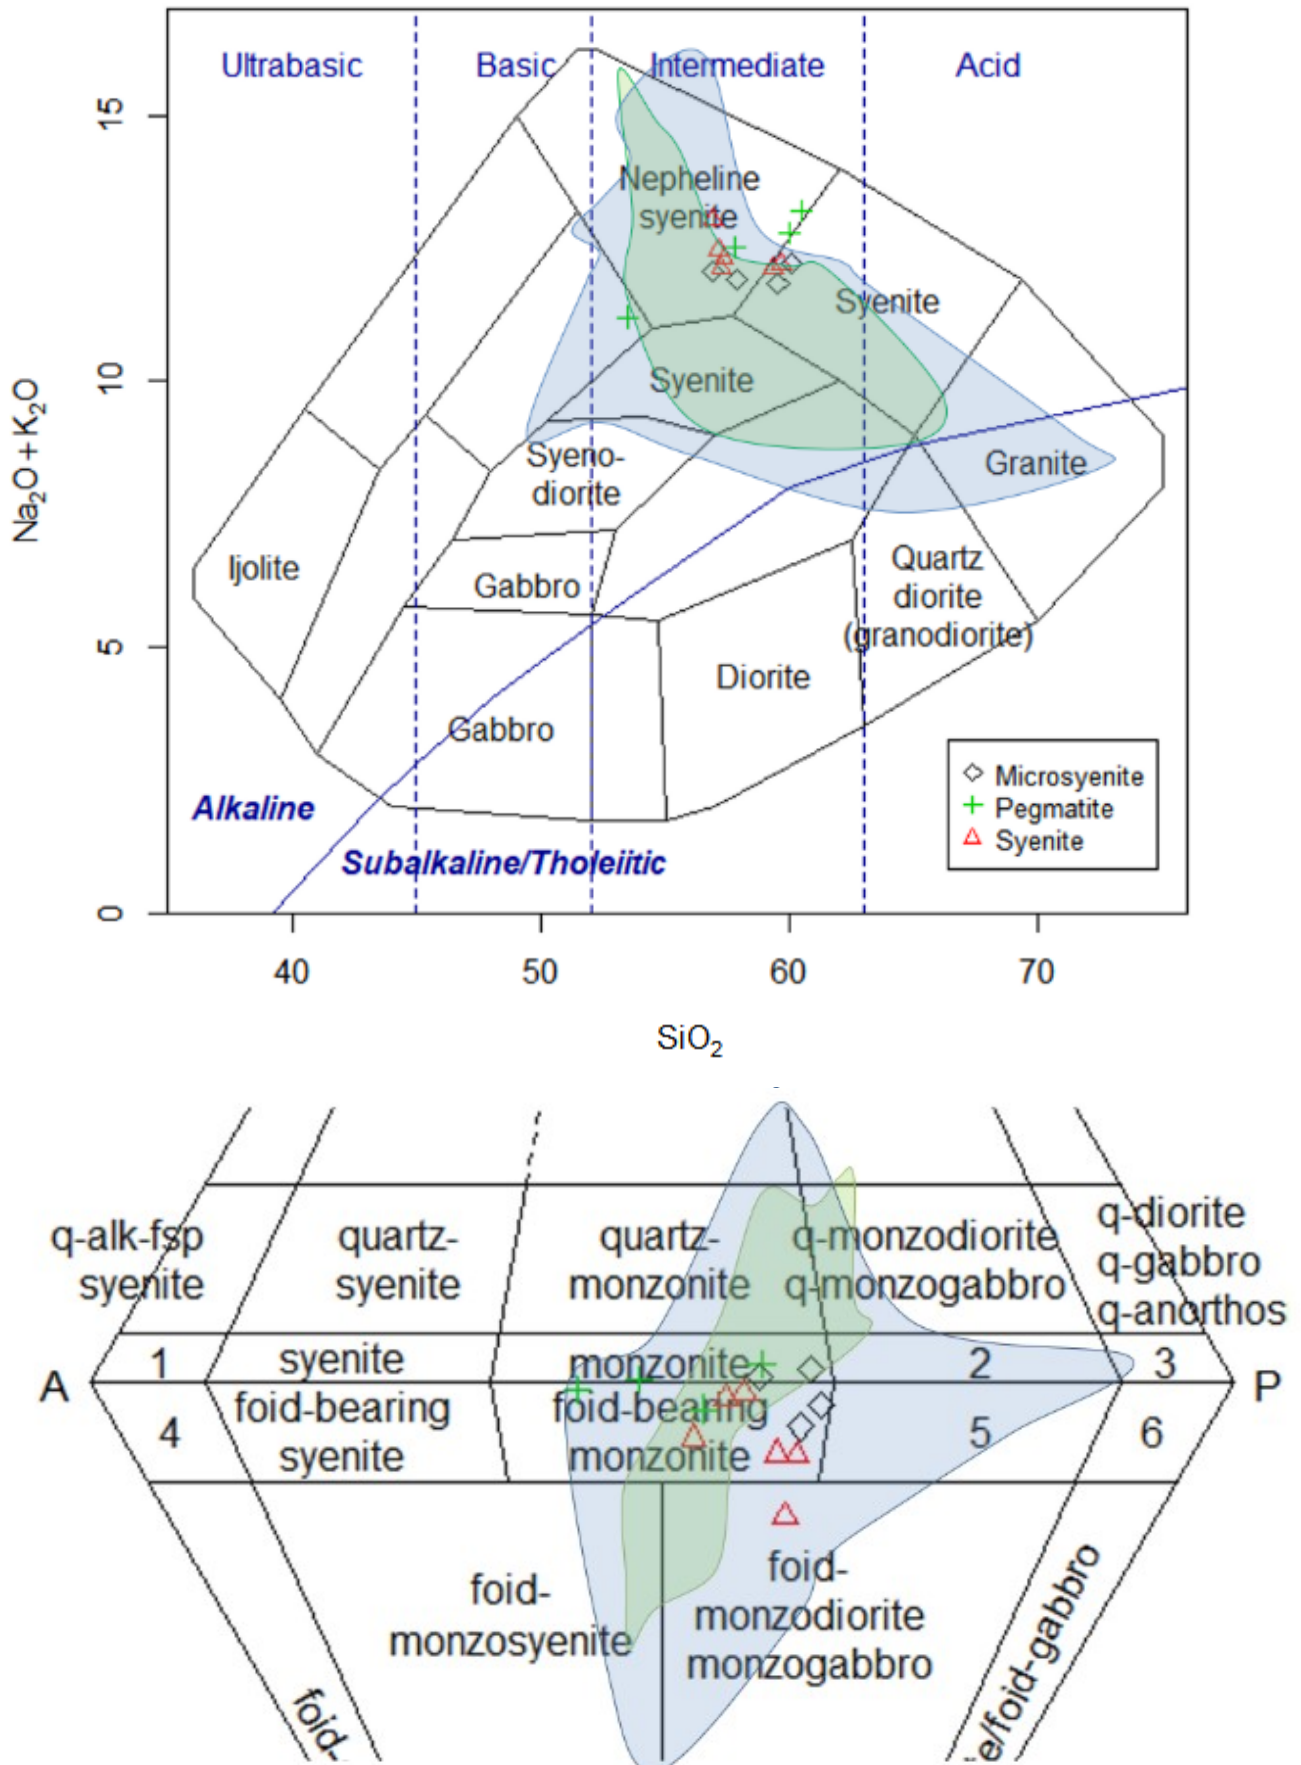 Ultrabasic
Basic
Intermediate
Acid
15
10
5
0
Na₂O + K₂O
Nepheline
syenite
Syenite
Syenite
Syeno-
diorite
Granite
Ijolite
Gabbro
Quartz
diorite
(granodiorite)
Diorite
Gabbro
Alkaline
Subalkaline/Tholeiitic
Microsyenite
Pegmatite
Syenite
40
50
60
70
SiO₂
q-alk-fsp
syenite
quartz-
syenite
quartz-
monzonite
q-monzodiorite
q-monzogabbro
q-diorite
q-gabbro
q-anorthos
A
1
syenite
monzonite
2
3
P
4
foid-bearing
syenite
foid-bearing
monzonite
5
6
foid-
monzosyenite
foid-
monzodiorite
monzogabbro
foid-
e/foid-gabbro